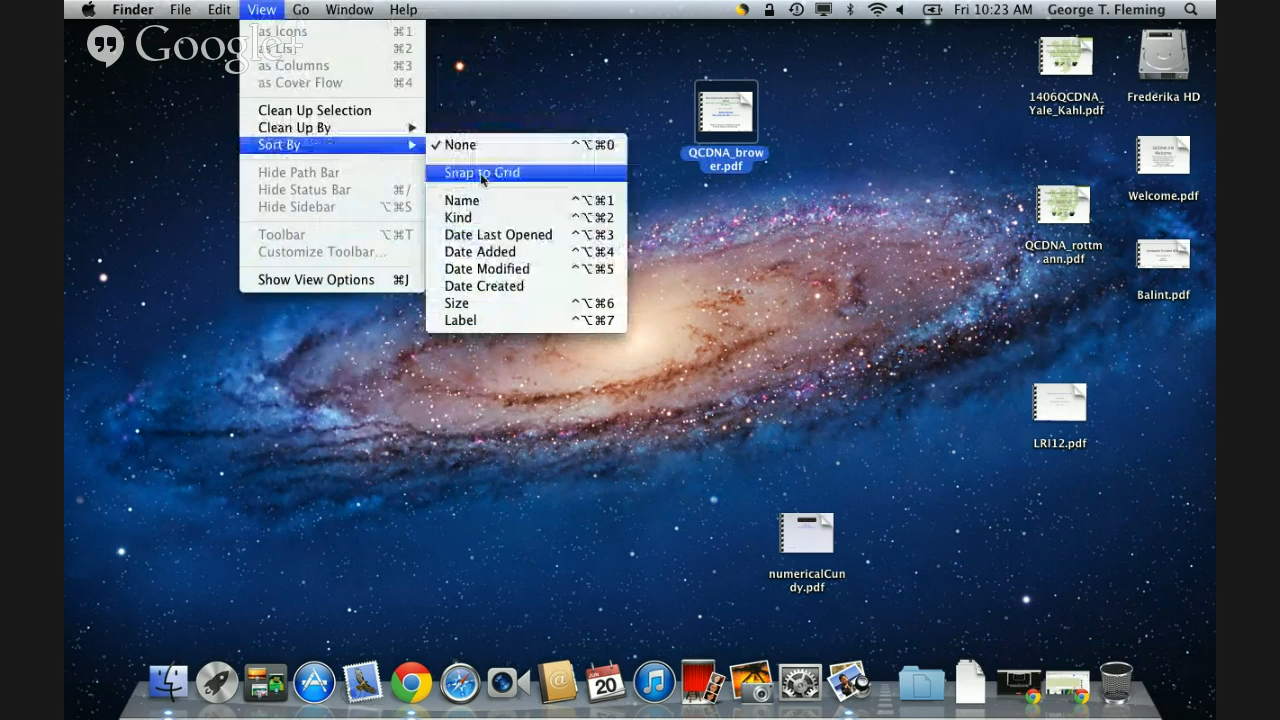 Finder File Edit View Go Window Help Fri 10:23 AM George T. Fleming
Google+
as Icons ⌘1
as List ⌘2
as Columns ⌘3
as Cover Flow ⌘4
Clean Up Selection
Clean Up By
Sort By
Hide Path Bar
Hide Status Bar ⌘/
Hide Sidebar ⌥⌘S
Toolbar ⌥⌘T
Customize Toolbar…
Show View Options ⌘J
✓ None ^⌥⌘0
Snap to Grid
Name ^⌥⌘1
Kind ^⌥⌘2
Date Last Opened ^⌥⌘3
Date Added ^⌥⌘4
Date Modified ^⌥⌘5
Date Created
Size ^⌥⌘6
Label ^⌥⌘7
QCDNA_brow
er.pdf
1406QCDNA_
Yale_Kahl.pdf
Frederika HD
Welcome.pdf
QCDNA_rottm
ann.pdf
Balint.pdf
LRI12.pdf
numericalCun
dy.pdf
JUN
20